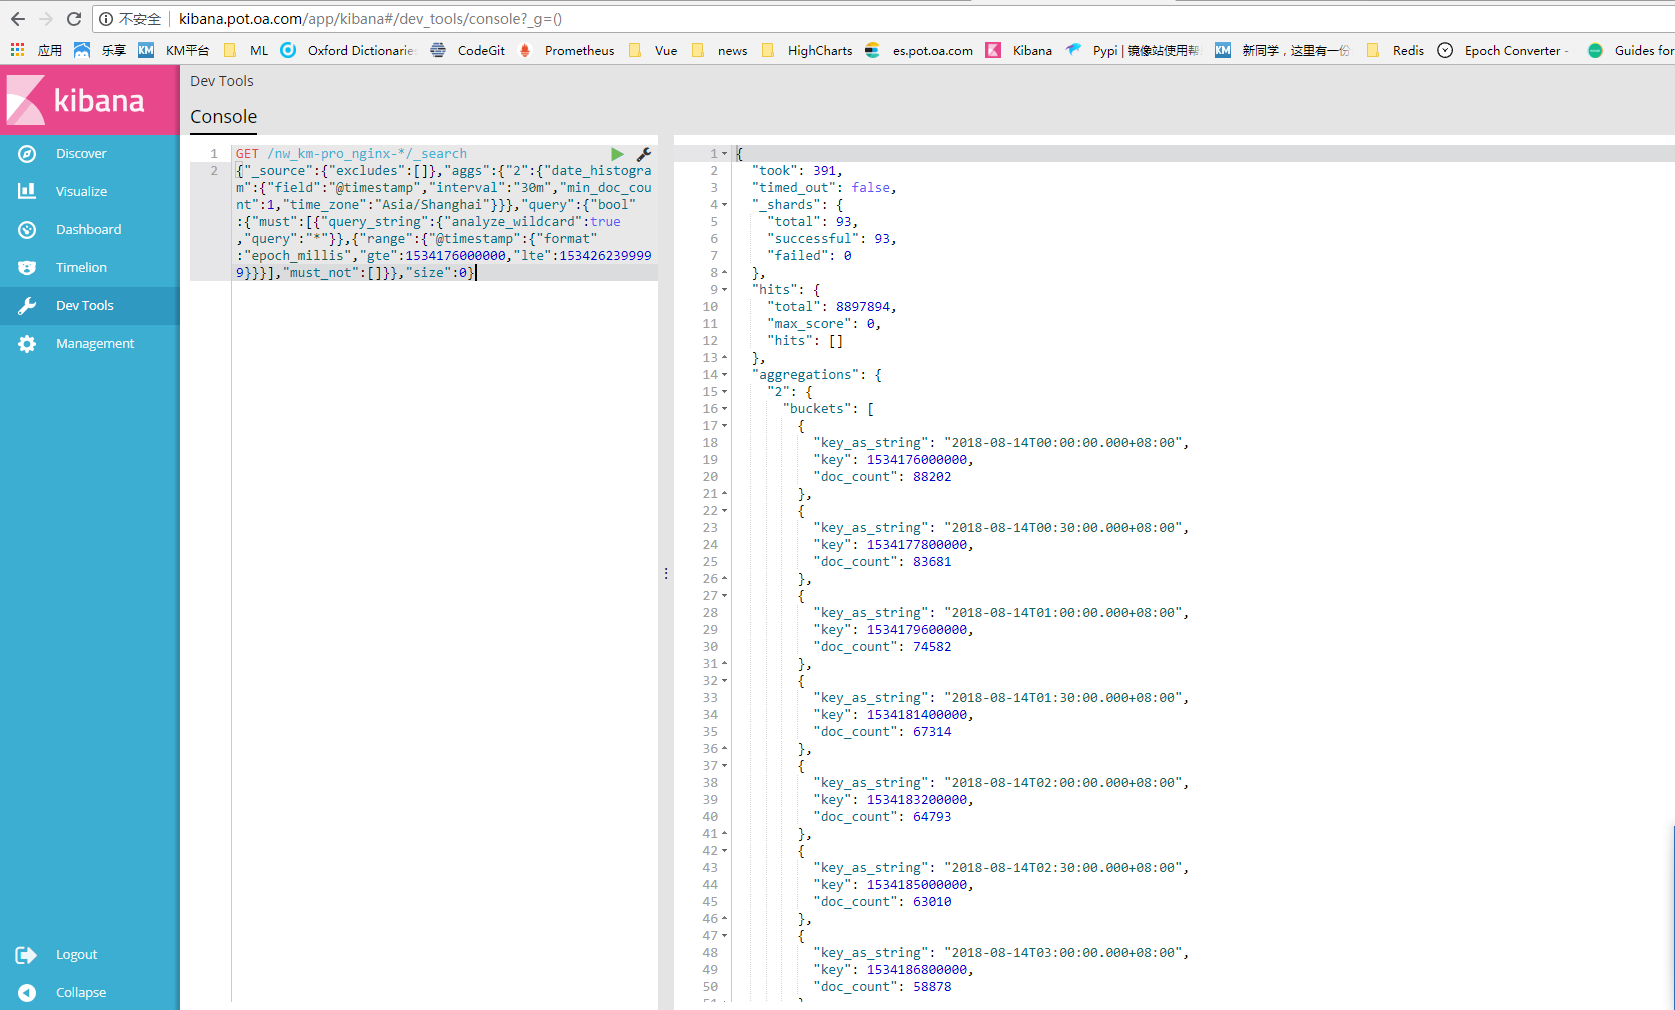 不安全 kibana.pot.oa.com/app/kibana#/dev_tools/console?_g=()
应用 乐享 KM KM平台 ML Oxford Dictionarie CodeGit Prometheus Vue news HighCharts es.pot.oa.com Kibana Pypi | 镜像站使用帮 KM 新同学，这里有一份 Redis Epoch Converter - Guides for
kibana
Discover
Visualize
Dashboard
Timelion
Dev Tools
Management
Logout
Collapse
Dev Tools
Console
1 GET /nw_km-pro_nginx-*/_search
2 {"_source":{"excludes":[]},"aggs":{"2":{"date_histogra
m":{"field":"@timestamp","interval":"30m","min_doc_cou
nt":1,"time_zone":"Asia/Shanghai"}}},"query":{"bool"
:{"must":[{"query_string":{"analyze_wildcard":true
,"query":"*"}},{"range":{"@timestamp":{"format"
:"epoch_millis","gte":1534176000000,"lte":153426239999
9}}}],"must_not":[]}},"size":0}
1 {
2 "took": 391,
3 "timed_out": false,
4 "_shards": {
5 "total": 93,
6 "successful": 93,
7 "failed": 0
8 },
9 "hits": {
10 "total": 8897894,
11 "max_score": 0,
12 "hits": []
13 },
14 "aggregations": {
15 "2": {
16 "buckets": [
17 {
18 "key_as_string": "2018-08-14T00:00:00.000+08:00",
19 "key": 1534176000000,
20 "doc_count": 88202
21 },
22 {
23 "key_as_string": "2018-08-14T00:30:00.000+08:00",
24 "key": 1534177800000,
25 "doc_count": 83681
26 },
27 {
28 "key_as_string": "2018-08-14T01:00:00.000+08:00",
29 "key": 1534179600000,
30 "doc_count": 74582
31 },
32 {
33 "key_as_string": "2018-08-14T01:30:00.000+08:00",
34 "key": 1534181400000,
35 "doc_count": 67314
36 },
37 {
38 "key_as_string": "2018-08-14T02:00:00.000+08:00",
39 "key": 1534183200000,
40 "doc_count": 64793
41 },
42 {
43 "key_as_string": "2018-08-14T02:30:00.000+08:00",
44 "key": 1534185000000,
45 "doc_count": 63010
46 },
47 {
48 "key_as_string": "2018-08-14T03:00:00.000+08:00",
49 "key": 1534186800000,
50 "doc_count": 58878